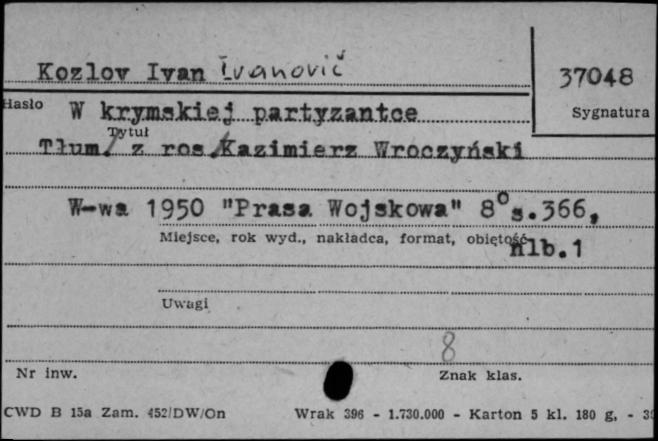 Kozlov Ivan Ivanovič
37048
Hasło W krymskiej partyzantce
Sygnatura
Tytuł
Tłum. z ros. Kazimierz Wroczyński
W-wa 1950 "Prasa Wojskowa" 8° s.366,
Miejsce, rok wyd., nakładca, format, objętość
nlb.1
Uwagi
8
Nr inw.
Znak klas.
CWD B 15a Zam. 452/DW/On Wrak 396 - 1.730.000 - Karton 5 kl. 180 g, -